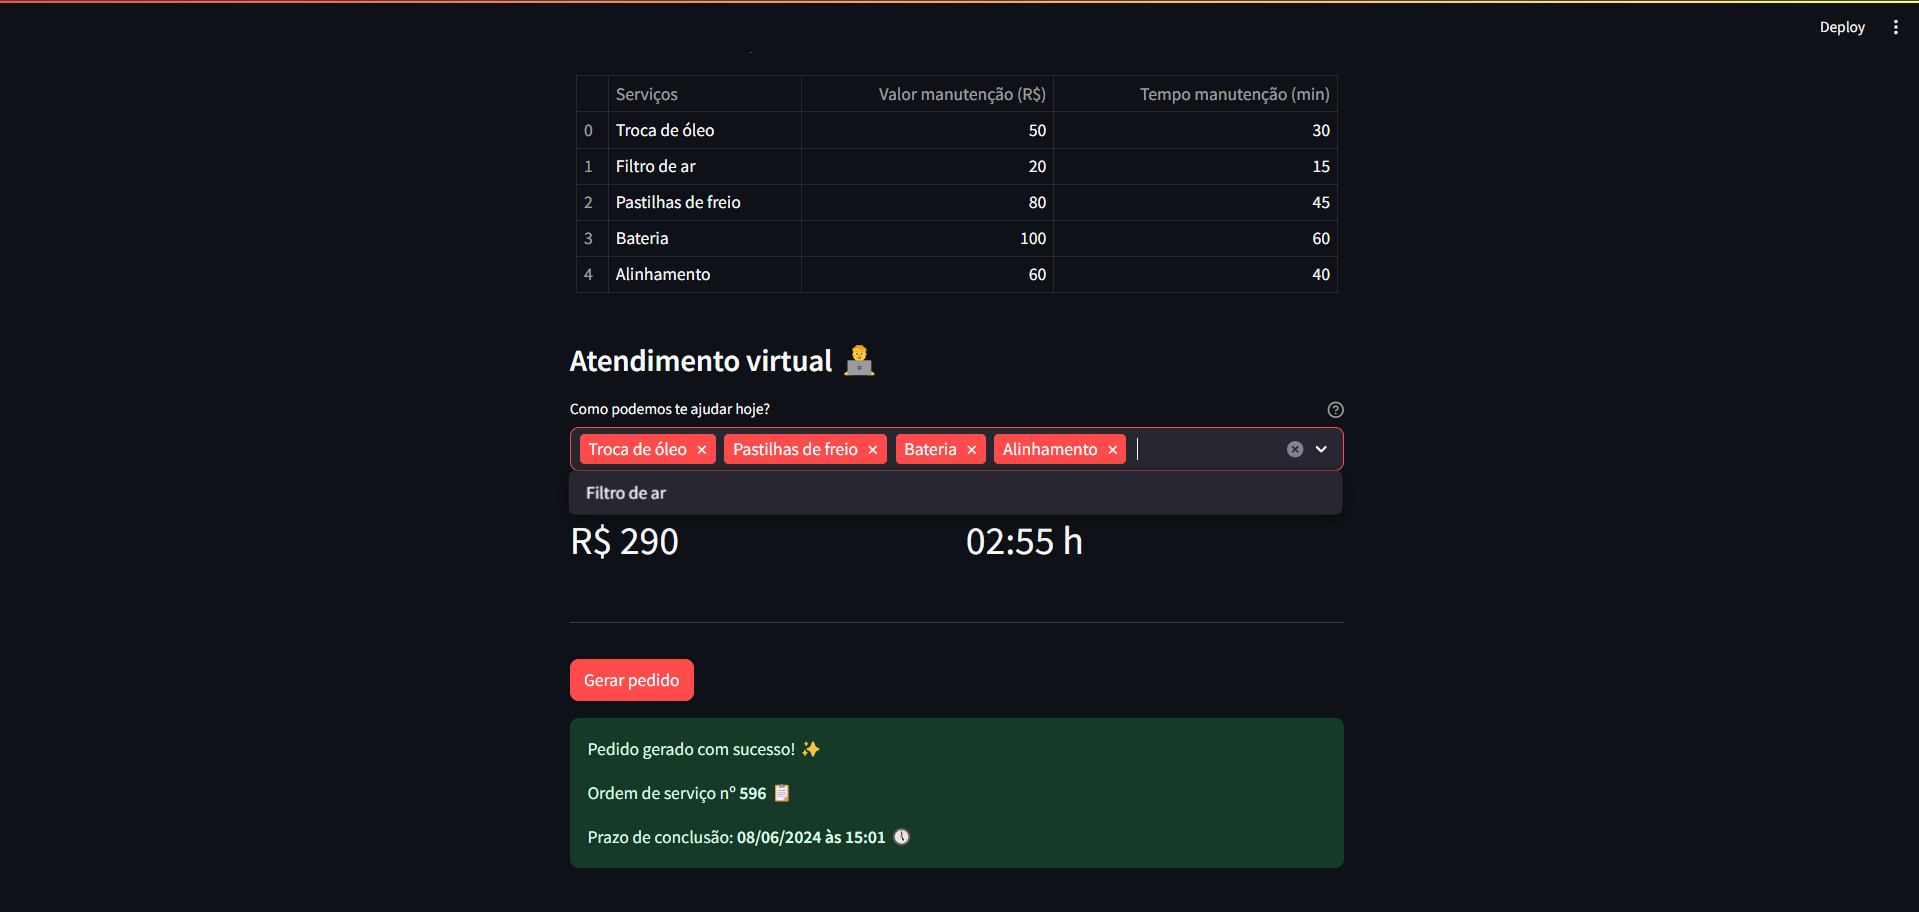 Deploy
Serviços Valor manutenção (R$) Tempo manutenção (min)
0 Troca de óleo 50 30
1 Filtro de ar 20 15
2 Pastilhas de freio 80 45
3 Bateria 100 60
4 Alinhamento 60 40
Atendimento virtual
Como podemos te ajudar hoje?
Troca de óleo Pastilhas de freio Bateria Alinhamento
Filtro de ar
R$ 290 02:55 h
Gerar pedido
Pedido gerado com sucesso! ✨
Ordem de serviço nº 596 📋
Prazo de conclusão: 08/06/2024 às 15:01 🕔